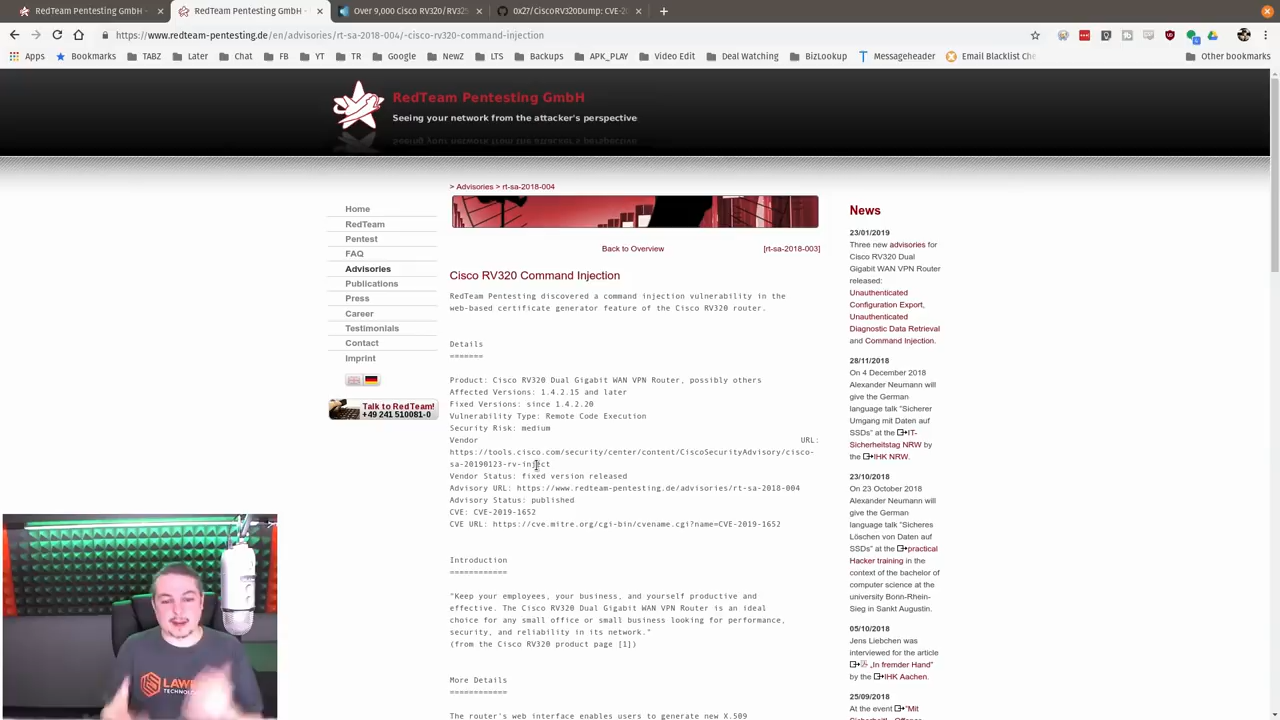 RedTeam Pentesting GmbH -
RedTeam Pentesting GmbH -
Over 9,000 Cisco RV320/RV325
0x27/CiscoRV320Dump: CVE-2
https://www.redteam-pentesting.de/en/advisories/rt-sa-2018-004/-cisco-rv320-command-injection
Apps Bookmarks TABZ Later Chat FB YT TR Google NewZ LTS Backups APK_PLAY Video Edit Deal Watching BizLookup Messageheader Email Blacklist Che Other bookmarks
RedTeam Pentesting GmbH
Seeing your network from the attacker's perspective
> Advisories > rt-sa-2018-004
Home
RedTeam
Pentest
FAQ
Advisories
Publications
Press
Career
Testimonials
Contact
Imprint
Talk to RedTeam!
+49 241 510081-0
Back to Overview [rt-sa-2018-003]
Cisco RV320 Command Injection
RedTeam Pentesting discovered a command injection vulnerability in the
web-based certificate generator feature of the Cisco RV320 router.
Details
=======
Product: Cisco RV320 Dual Gigabit WAN VPN Router, possibly others
Affected Versions: 1.4.2.15 and later
Fixed Versions: since 1.4.2.20
Vulnerability Type: Remote Code Execution
Security Risk: medium
Vendor URL:
https://tools.cisco.com/security/center/content/CiscoSecurityAdvisory/cisco-
sa-20190123-rv-inject
Vendor Status: fixed version released
Advisory URL: https://www.redteam-pentesting.de/advisories/rt-sa-2018-004
Advisory Status: published
CVE: CVE-2019-1652
CVE URL: https://cve.mitre.org/cgi-bin/cvename.cgi?name=CVE-2019-1652
Introduction
============
"Keep your employees, your business, and yourself productive and
effective. The Cisco RV320 Dual Gigabit WAN VPN Router is an ideal
choice for any small office or small business looking for performance,
security, and reliability in its network."
(from the Cisco RV320 product page [1])
More Details
============
The router's web interface enables users to generate new X.509
News
23/01/2019
Three new advisories for
Cisco RV320 Dual
Gigabit WAN VPN Router
released:
Unauthenticated
Configuration Export,
Unauthenticated
Diagnostic Data Retrieval
and Command Injection.
28/11/2018
On 4 December 2018
Alexander Neumann will
give the German
language talk "Sicherer
Umgang mit Daten auf
SSDs" at the IT-
Sicherheitstag NRW by
the IHK NRW.
23/10/2018
On 23 October 2018
Alexander Neumann will
give the German
language talk "Sicheres
Löschen von Daten auf
SSDs" at the practical
Hacker training in the
context of the bachelor of
computer science at the
university Bonn-Rhein-
Sieg in Sankt Augustin.
05/10/2018
Jens Liebchen was
interviewed for the article
„In fremder Hand"
by the IHK Aachen.
25/09/2018
At the event "Mit
TECHNOLO